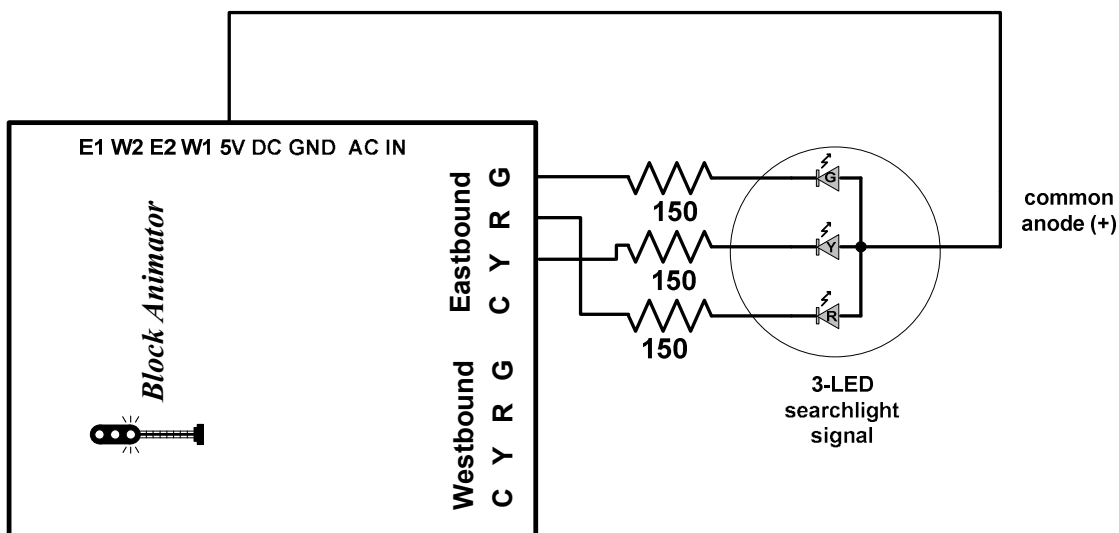 E1 W2 E2 W1 5V DC GND AC IN
Block Animator
Eastbound
C Y R G
Westbound
C Y R G
150
150
150
G
Y
R
common
anode (+)
3-LED
searchlight
signal